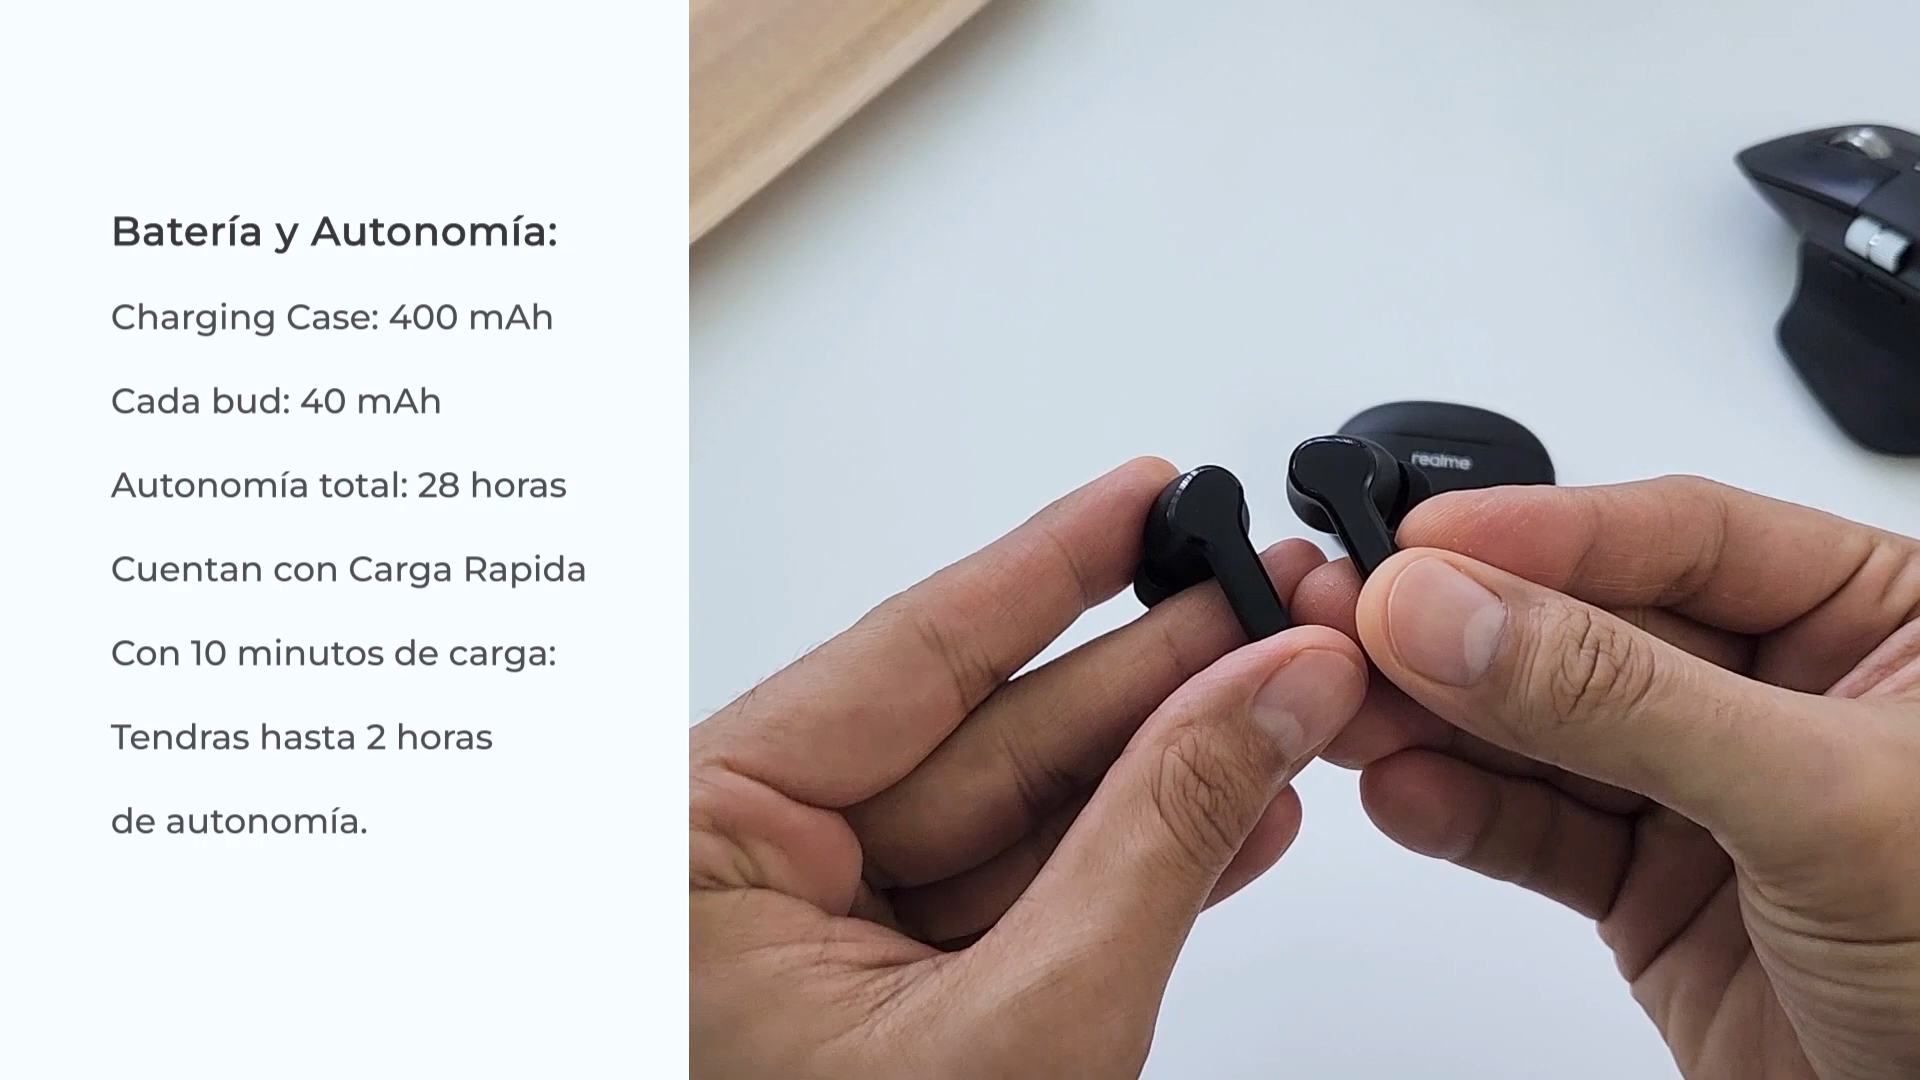 Batería y Autonomía:
Charging Case: 400 mAh
Cada bud: 40 mAh
Autonomía total: 28 horas
Cuentan con Carga Rapida
Con 10 minutos de carga:
Tendras hasta 2 horas
de autonomía.
realme